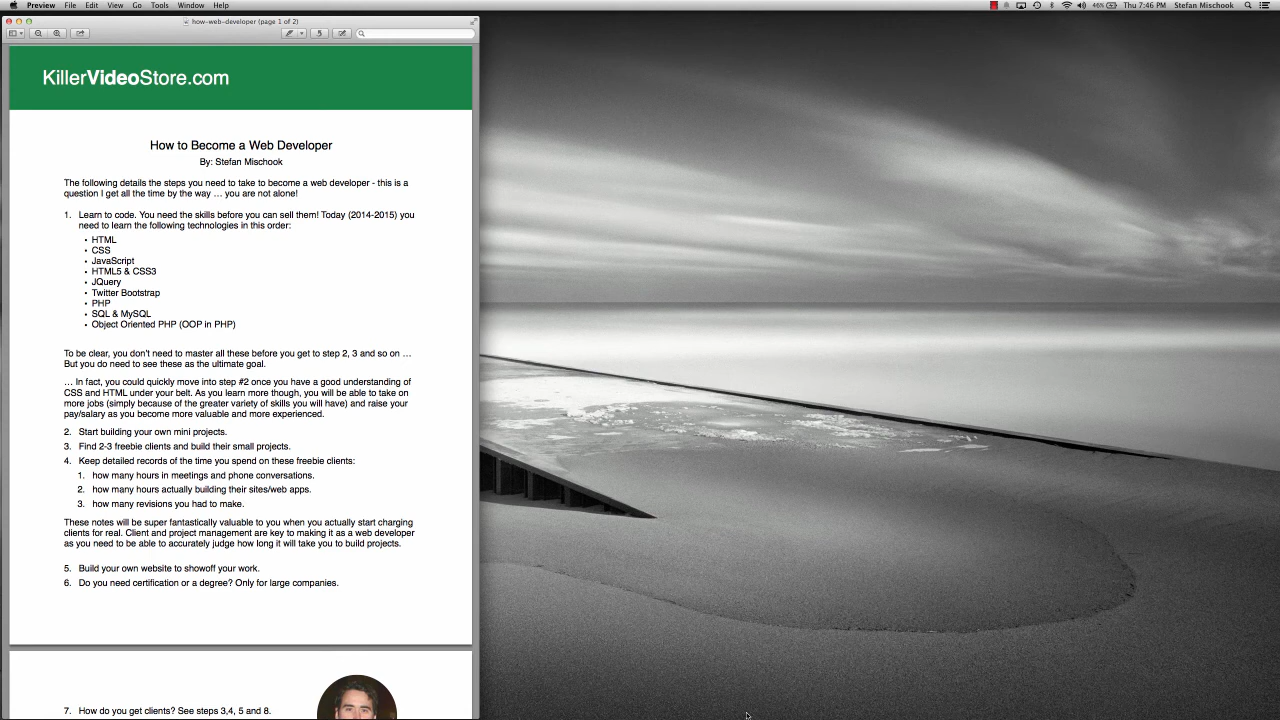 Preview File Edit View Go Tools Window Help
46% Thu 7:46 PM Stefan Mischook
how-web-developer (page 1 of 2)
KillerVideoStore.com
How to Become a Web Developer
By: Stefan Mischook
The following details the steps you need to take to become a web developer - this is a
question I get all the time by the way … you are not alone!
1. Learn to code. You need the skills before you can sell them! Today (2014-2015) you
need to learn the following technologies in this order:
• HTML
• CSS
• JavaScript
• HTML5 & CSS3
• JQuery
• Twitter Bootstrap
• PHP
• SQL & MySQL
• Object Oriented PHP (OOP in PHP)
To be clear, you don't need to master all these before you get to step 2, 3 and so on …
But you do need to see these as the ultimate goal.
… In fact, you could quickly move into step #2 once you have a good understanding of
CSS and HTML under your belt. As you learn more though, you will be able to take on
more jobs (simply because of the greater variety of skills you will have) and raise your
pay/salary as you become more valuable and more experienced.
2. Start building your own mini projects.
3. Find 2-3 freebie clients and build their small projects.
4. Keep detailed records of the time you spend on these freebie clients:
1. how many hours in meetings and phone conversations.
2. how many hours actually building their sites/web apps.
3. how many revisions you had to make.
These notes will be super fantastically valuable to you when you actually start charging
clients for real. Client and project management are key to making it as a web developer
as you need to be able to accurately judge how long it will take you to build projects.
5. Build your own website to showoff your work.
6. Do you need certification or a degree? Only for large companies.
7. How do you get clients? See steps 3,4, 5 and 8.